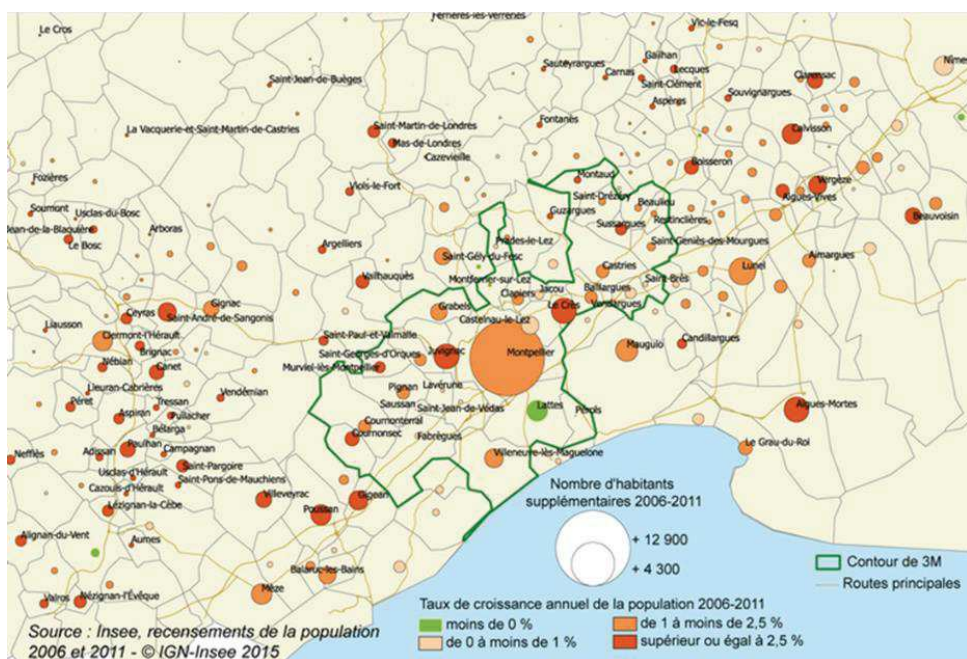 Ferrières-les-Verreries
Vic-le-Fesq
Le Cros
Gailhan
Sauteyrargues
Lecques
Nîmes
Carnas
Saint-Clément
Clarensac
Saint-Jean-de-Buèges
Souvignargues
Aspères
Fontanès
Saint-Martin-de-Londres
La Vacquerie-et-Saint-Martin-de-Castries
Calvisson
Mas-de-Londres
Cazevieille
Boisseron
Montaud
Fozières
Viols-le-Fort
Vergèze
Saint-Drézéry
Aigues-Vives
Beaulieu
Soumont
Usclas-du-Bosc
Guzargues
Restinclières
Beauvoisin
Jean-de-la-Blaquière
Arboras
Sussargues
Le Bosc
Prades-le-Lez
Saint-Geniès-des-Mourgues
Argelliers
Saint-Gély-du-Fesc
Aimargues
Castries
Lunel
Vailhauquès
Montferrier-sur-Lez
Saint-Brès
Jacou
Baillargues
Clapiers
Gignac
Grabels
Le Crès
Vendargues
Ceyras
Saint-André-de-Sangonis
Castelnau-le-Lez
Liausson
Clermont-l'Hérault
Saint-Paul-et-Valmalle
Candillargues
Mauguio
Brignac
Saint-Georges-d'Orques
Juvignac
Montpellier
Nébian
Canet
Murviel-lès-Montpellier
Lieuran-Cabrières
Pignan
Lavérune
Vendémian
Péret
Tressan
Saussan
Saint-Jean-de-Védas
Lattes
Pérols
Aigues-Mortes
Aspiran
Puilacher
Cournonterral
Bélarga
Cournonsec
Fabrègues
Paulhan
Le Grau-du-Roi
Adissan
Campagnan
Villeneuve-lès-Maguelone
Neffiès
Saint-Pargoire
Usclas-d'Hérault
Saint-Pons-de-Mauchiens
Cazouls-d'Hérault
Villeveyrac
Gigean
Lézignan-la-Cèbe
Poussan
Alignan-du-Vent
Aumes
Balaruc-les-Bains
Mèze
Valros
Nézignan-l'Évêque
Nombre d'habitants
supplémentaires 2006-2011
+ 12 900
+ 4 300
Contour de 3M
Routes principales
Taux de croissance annuel de la population 2006-2011
moins de 0 %
de 1 à moins de 2,5 %
de 0 à moins de 1 %
supérieur ou égal à 2,5 %
Source : Insee, recensements de la population
2006 et 2011 - © IGN-Insee 2015